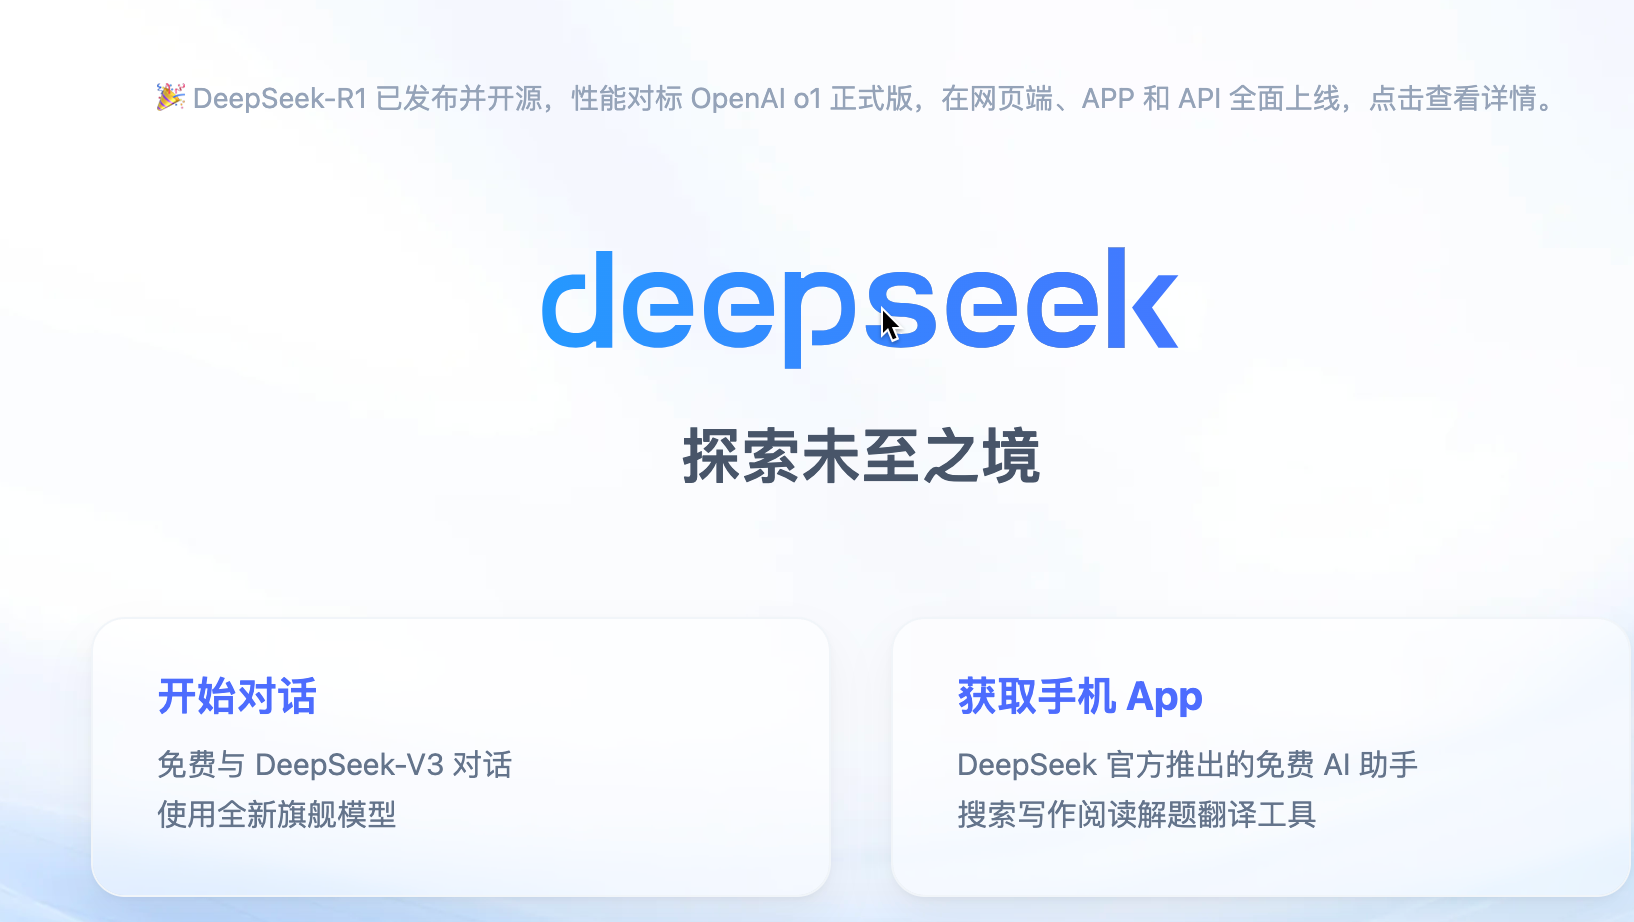 🎉 DeepSeek-R1 已发布并开源，性能对标 OpenAI o1 正式版，在网页端、APP 和 API 全面上线，点击查看详情。
deepseek
探索未至之境
开始对话
免费与 DeepSeek-V3 对话
使用全新旗舰模型
获取手机 App
DeepSeek 官方推出的免费 AI 助手
搜索写作阅读解题翻译工具